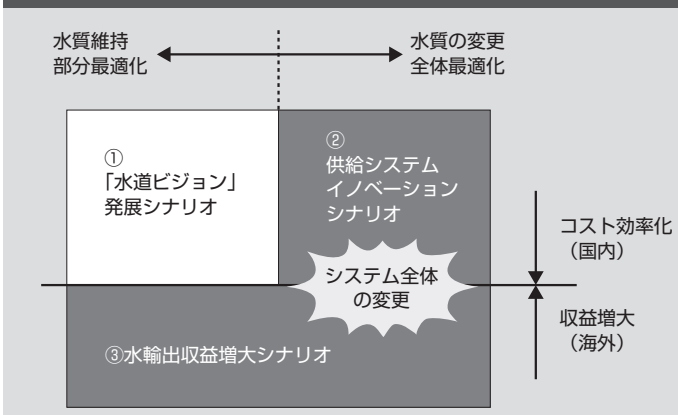 水質維持
部分最適化
水質の変更
全体最適化
①
「水道ビジョン」
発展シナリオ
②
供給システム
イノベーション
シナリオ
システム全体
の変更
③水輸出収益増大シナリオ
コスト効率化
（国内）
収益増大
（海外）